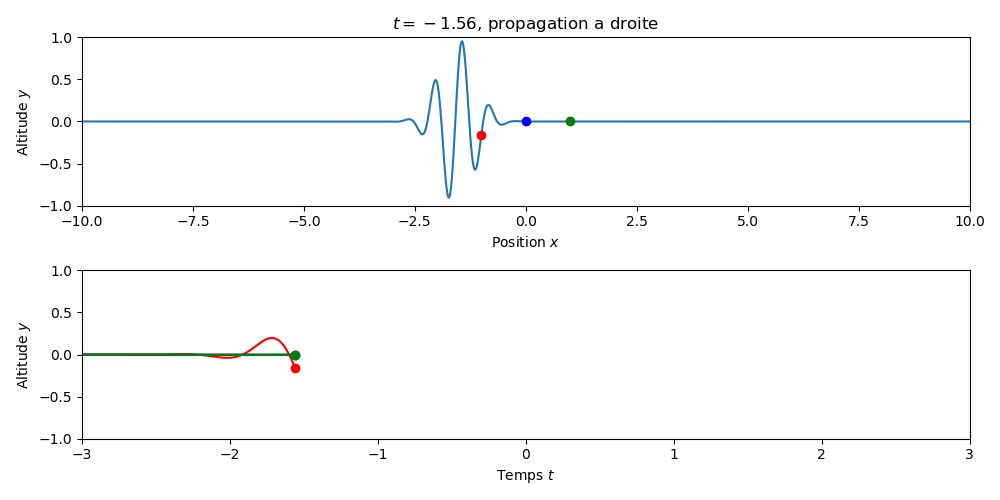 t = −1.56, propagation a droite
1.0
0.5
0.0
−0.5
−1.0
Altitude y
−10.0 −7.5 −5.0 −2.5 0.0 2.5 5.0 7.5 10.0
Position x
1.0
0.5
0.0
−0.5
−1.0
Altitude y
−3 −2 −1 0 1 2 3
Temps t